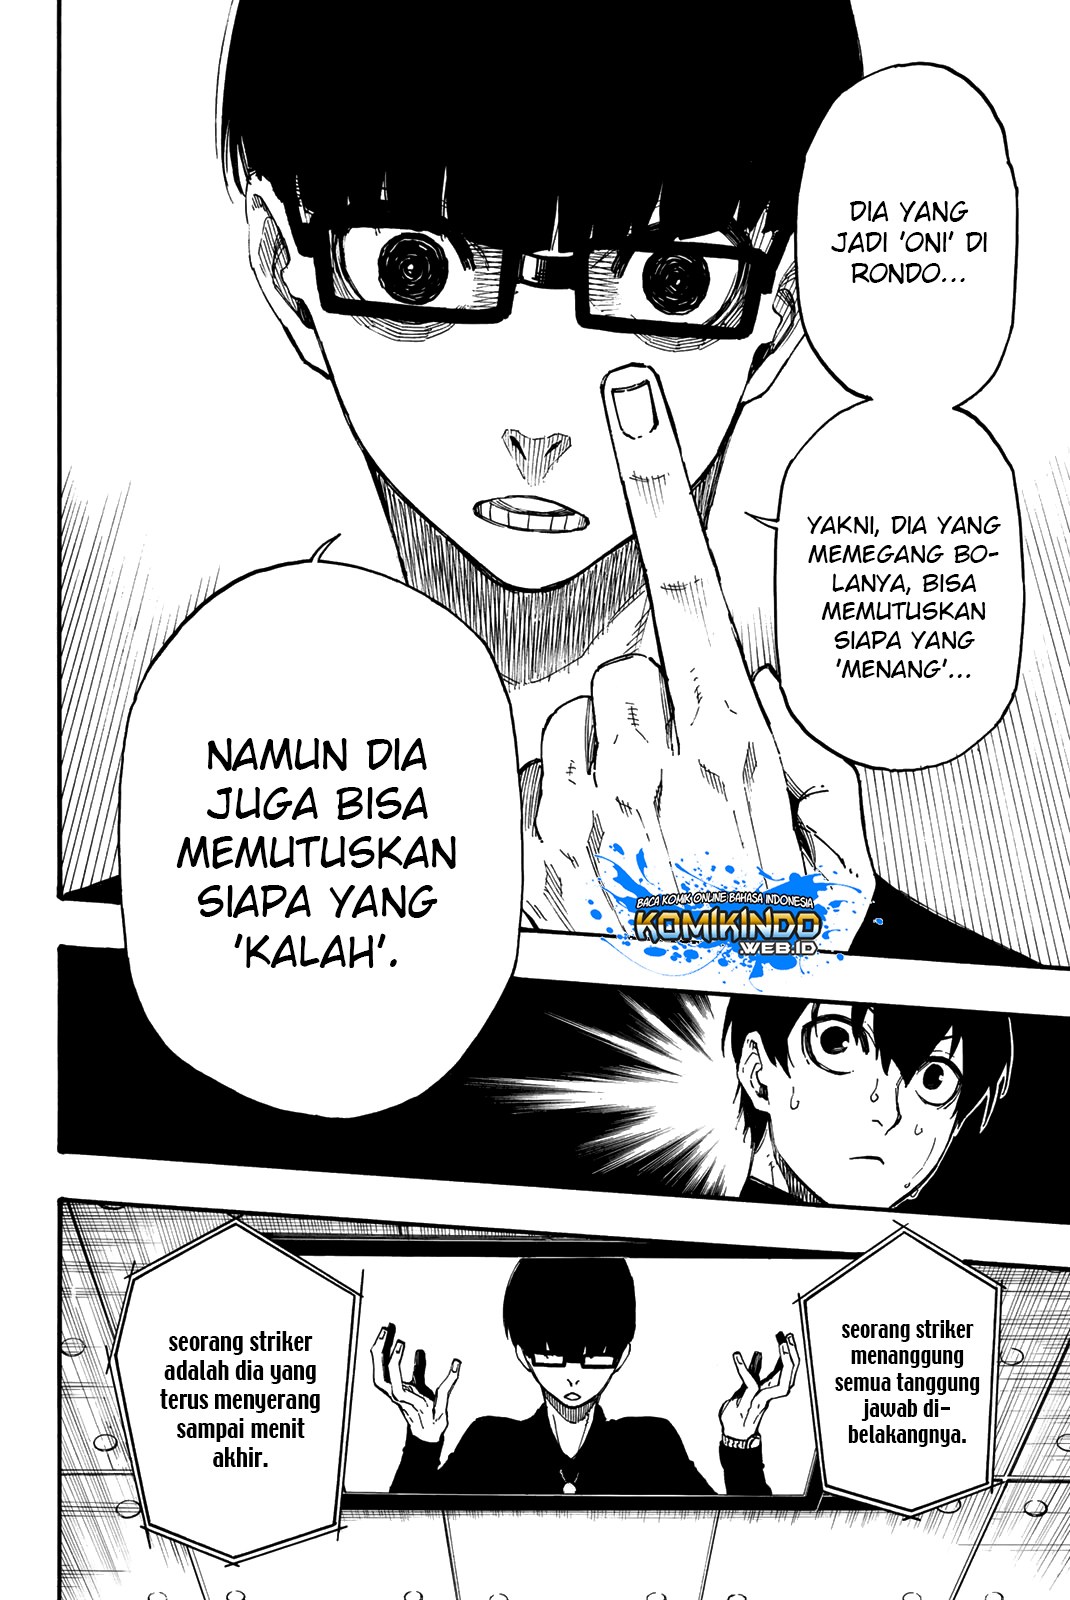 DIA YANG
JADI 'ONI' DI
RONDO...
YAKNI, DIA YANG
MEMEGANG BO-
LANYA, BISA
MEMUTUSKAN
SIAPA YANG
'MENANG'...
NAMUN DIA
JUGA BISA
MEMUTUSKAN
SIAPA YANG
'KALAH'.
BACA KOMIK ONLINE BAHASA INDONESIA
KOMIKINDO
WEB.ID
seorang striker
menanggung
semua tanggung
jawab di-
belakangnya.
seorang striker
adalah dia yang
terus menyerang
sampai menit
akhir.